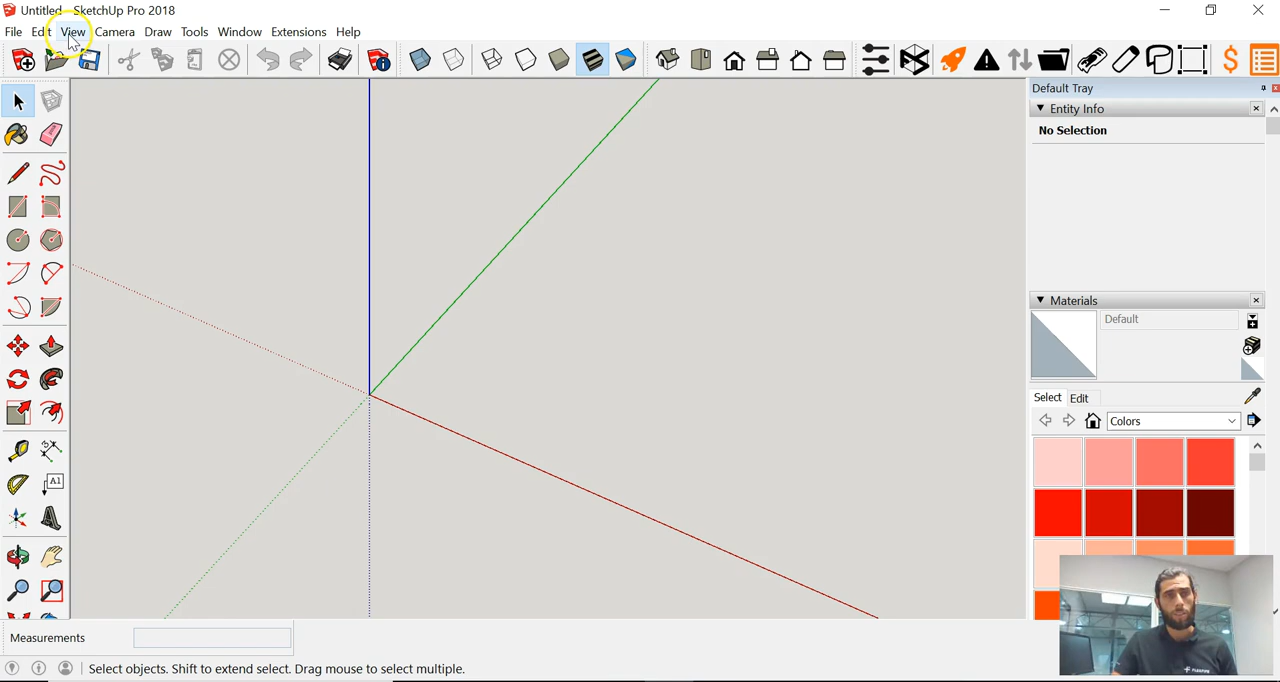 Untitled - SketchUp Pro 2018
File Edit View Camera Draw Tools Window Extensions Help
Default Tray
Entity Info
No Selection
Materials
Default
Select Edit
Colors
A1
Measurements
Select objects. Shift to extend select. Drag mouse to select multiple.